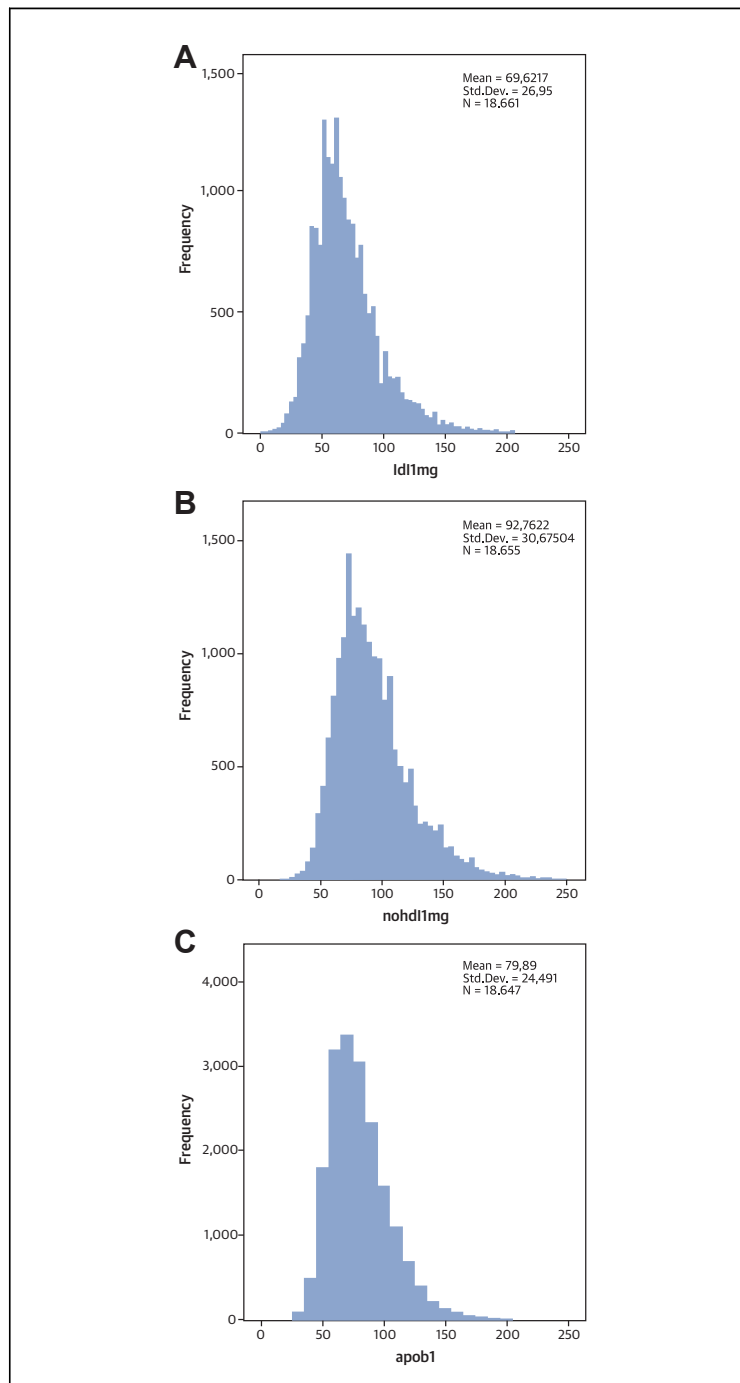 A
Mean = 69,6217
Std.Dev. = 26,95
N = 18.661
1,500
1,000
500
0
Frequency
0 50 100 150 200 250
ldl1mg
B
Mean = 92,7622
Std.Dev. = 30,67504
N = 18.655
1,500
1,000
500
0
Frequency
0 50 100 150 200 250
nohdl1mg
C
Mean = 79,89
Std.Dev. = 24,491
N = 18.647
4,000
3,000
2,000
1,000
0
Frequency
0 50 100 150 200 250
apob1